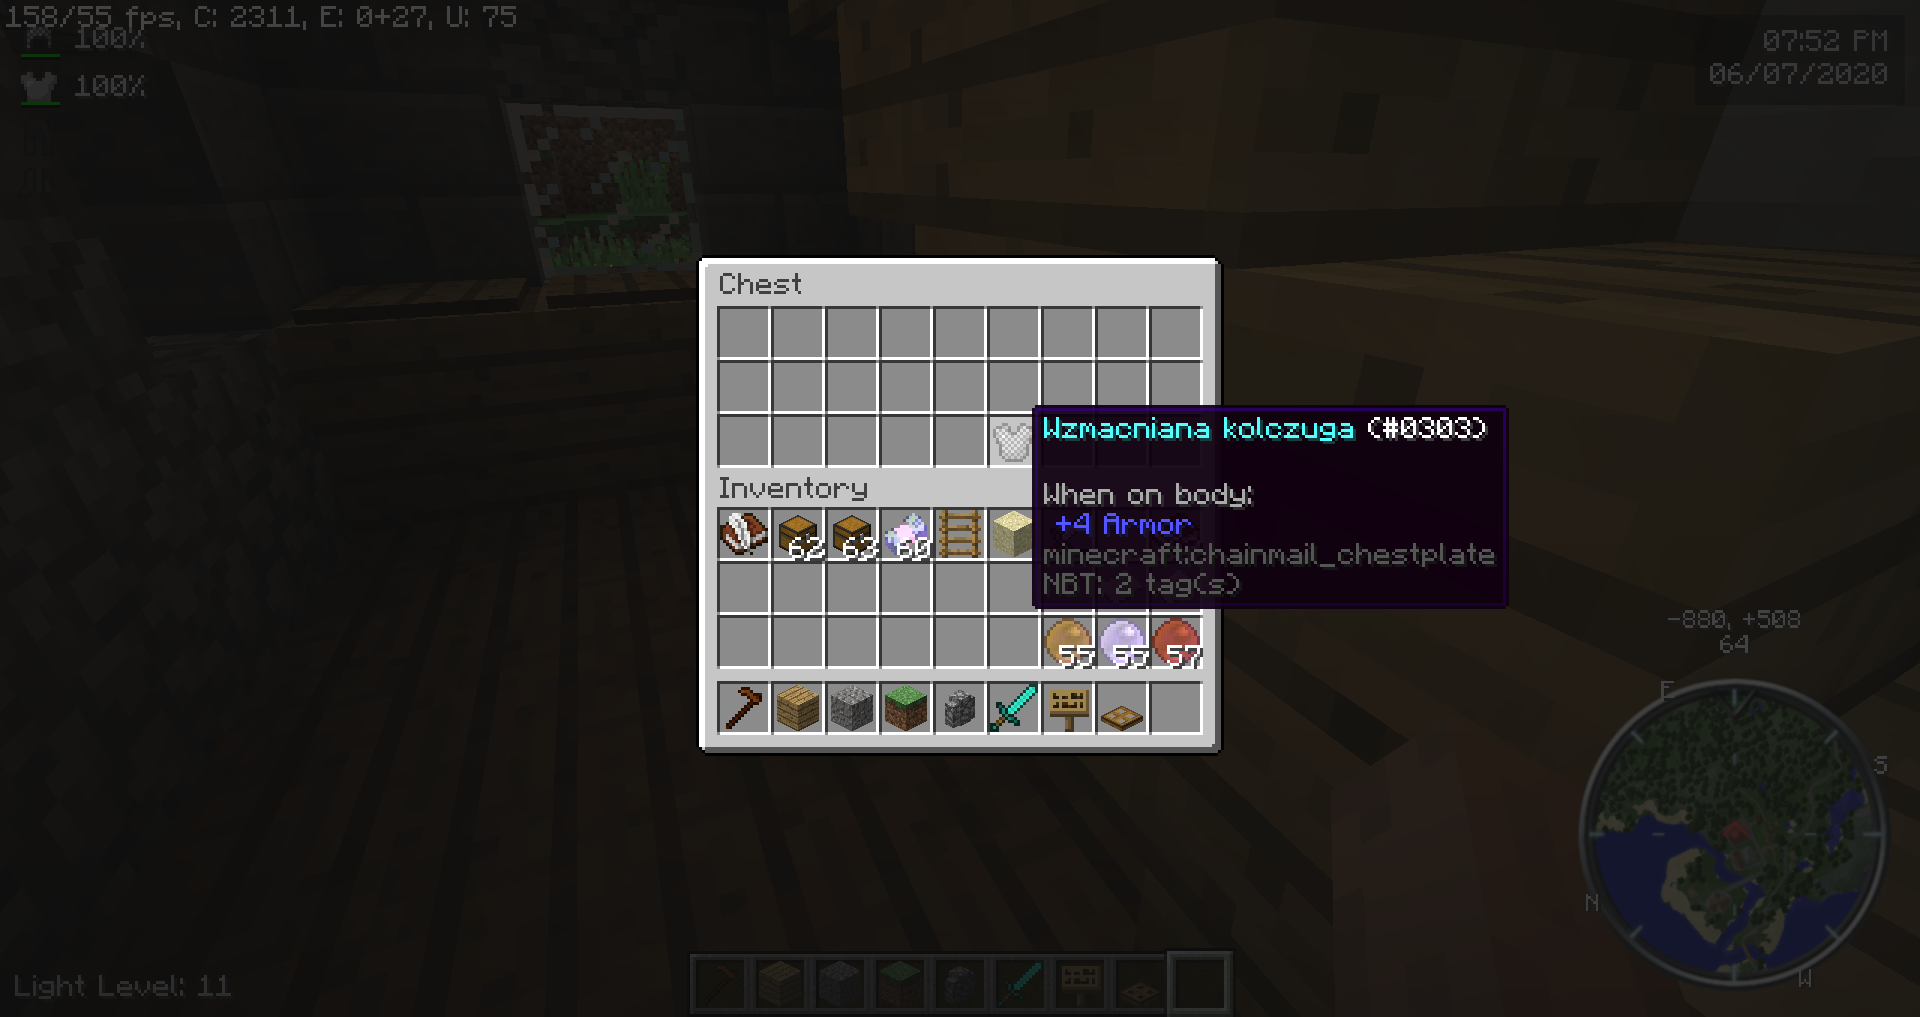 158/55 fps, C: 2311, E: 0+27, U: 75
100%
100%
07:52 PM
06/07/2020
Chest
Wzmacniana kolczuga (#0303)
When on body:
+4 Armor
minecraft:chainmail_chestplate
NBT: 2 tag(s)
Inventory
62
63
60
55
55
57
-880, +508
64
E
S
N
W
Light Level: 11